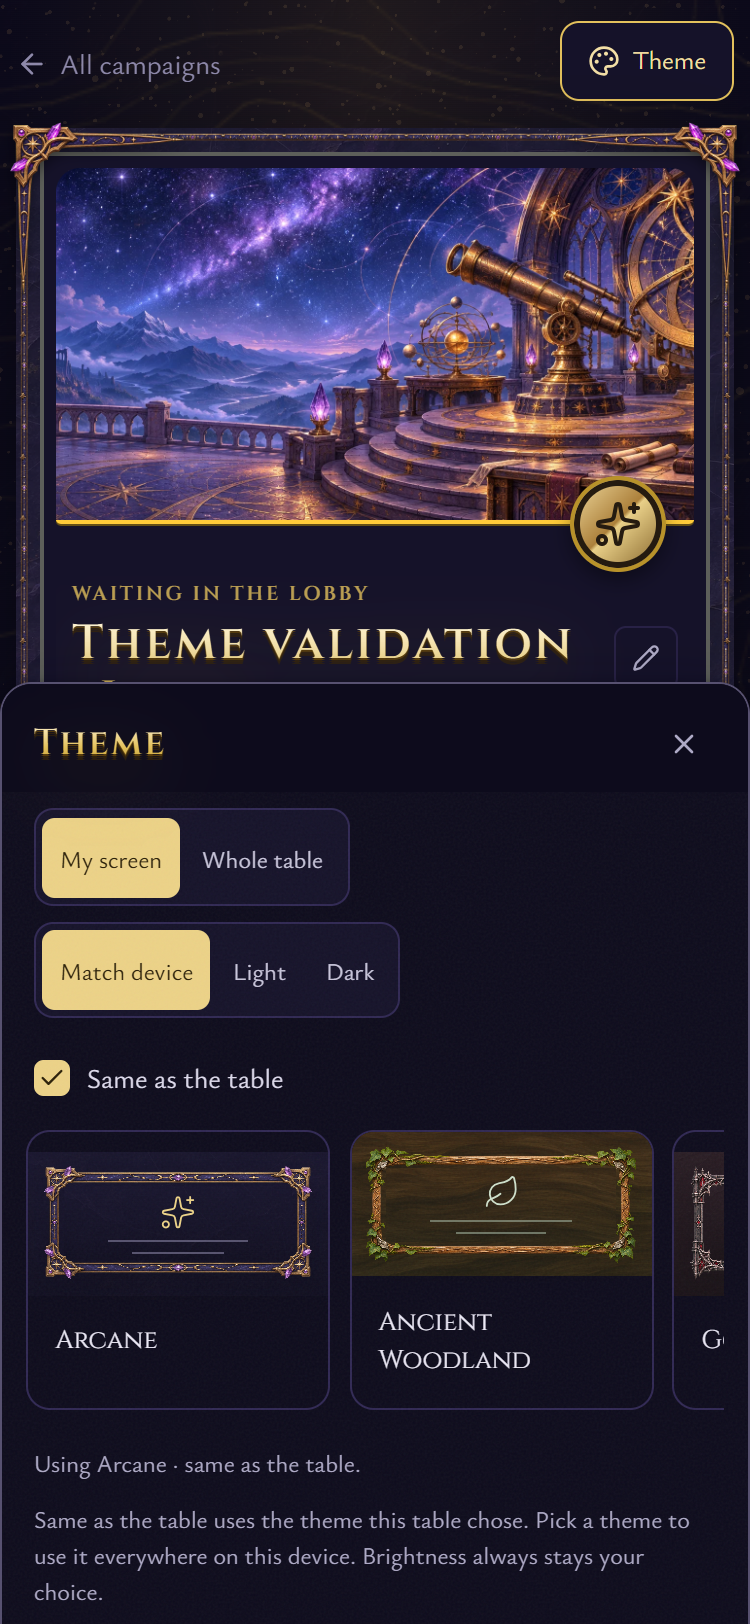 All campaigns
Theme
WAITING IN THE LOBBY
THEME VALIDATION
THEME
My screen
Whole table
Match device
Light
Dark
Same as the table
ARCANE
ANCIENT
WOODLAND
Using Arcane · same as the table.
Same as the table uses the theme this table chose. Pick a theme to
use it everywhere on this device. Brightness always stays your
choice.